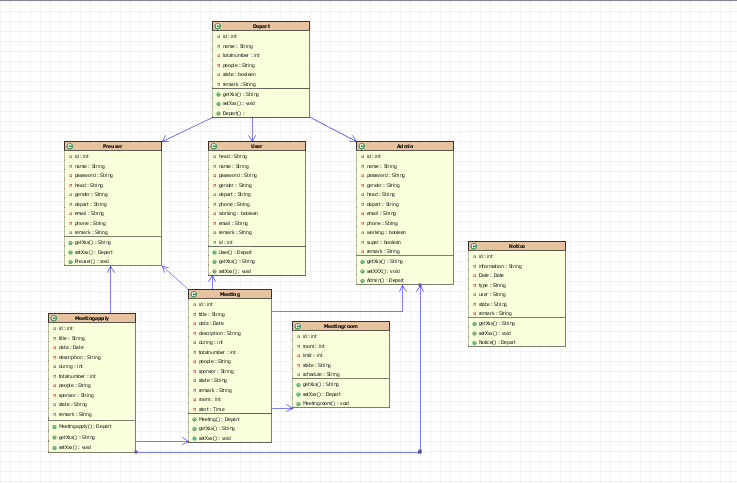 Depart
id : int
name : String
totalnumber : int
people : String
state : boolean
remark : String
getXxx() : String
setXxx() : void
Depart() :
Preuser
id : int
name : String
password : String
head : String
gender : String
depart : String
email : String
phone : String
remark : String
getXxx() : String
setXxx() : Depart
Preuser() : void
User
head : String
name : String
password : String
gender : String
depart : String
phone : String
working : boolean
email : String
remark : String
id : int
User() : Depart
getXxx() : String
setXxx() : void
Admin
id : int
name : String
password : String
gender : String
head : String
depart : String
email : String
phone : String
working : boolean
super : boolean
remark : String
getXxx() : String
setXXX() : void
Admin() : Depart
Notice
id : int
information : String
Date : Date
type : String
user : String
state : String
remark : String
getXxx() : String
setXxx() : void
Notice() : Depart
Meeting
id : int
title : String
data : Date
description : String
during : int
totalnumber : int
people : String
sponsor : String
state : String
remark : String
room : int
start : Time
Meeting() : Depart
getXxx() : String
setXxx() : void
Meetingapply
id : int
title : String
data : Date
description : String
during : int
totalnumber : int
people : String
sponsor : String
state : String
remark : String
Meetingapply() : Depart
getXxx() : String
setXxx() : void
Meetingroom
id : int
room : int
limit : int
state : String
schedule : String
getXxx() : String
setXxx() : Depart
Meetingroom() : void